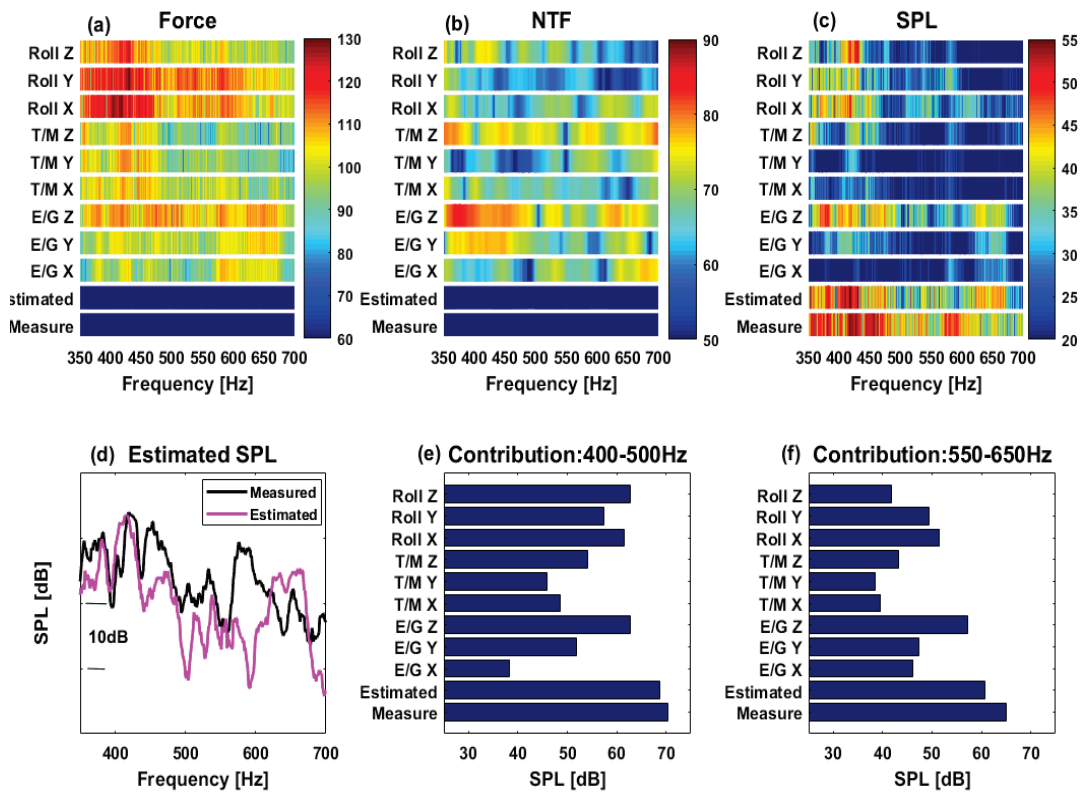 (a) Force
Roll Z
Roll Y
Roll X
T/M Z
T/M Y
T/M X
E/G Z
E/G Y
E/G X
Estimated
Measure
350 400 450 500 550 600 700
Frequency [Hz]
130
120
110
100
90
80
70
60
(b) NTF
Roll Z
Roll Y
Roll X
T/M Z
T/M Y
T/M X
E/G Z
E/G Y
E/G X
Estimated
Measure
350 400 450 500 550 600 700
Frequency [Hz]
90
80
70
60
50
(c) SPL
Roll Z
Roll Y
Roll X
T/M Z
T/M Y
T/M X
E/G Z
E/G Y
E/G X
Estimated
Measure
350 400 450 500 550 600 700
Frequency [Hz]
55
50
45
40
35
30
25
20
(d) Estimated SPL
Measured
Estimated
SPL [dB]
10dB
400 500 600 700
Frequency [Hz]
(e) Contribution:400-500Hz
Roll Z
Roll Y
Roll X
T/M Z
T/M Y
T/M X
E/G Z
E/G Y
E/G X
Estimated
Measure
30 40 50 60 70
SPL [dB]
(f) Contribution:550-650Hz
Roll Z
Roll Y
Roll X
T/M Z
T/M Y
T/M X
E/G Z
E/G Y
E/G X
Estimated
Measure
30 40 50 60 70
SPL [dB]